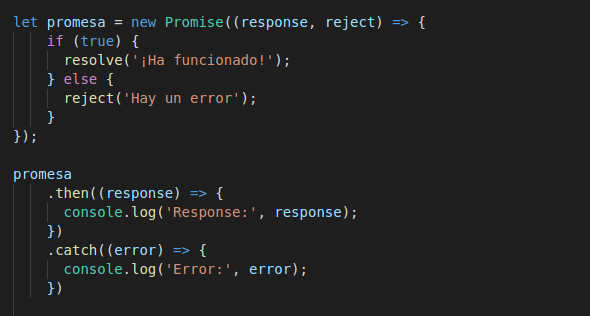 let promesa = new Promise((response, reject) => {
    if (true) {
      resolve('¡Ha funcionado!');
    } else {
      reject('Hay un error');
    }
});

promesa
    .then((response) => {
      console.log('Response:', response);
    })
    .catch((error) => {
      console.log('Error:', error);
    })